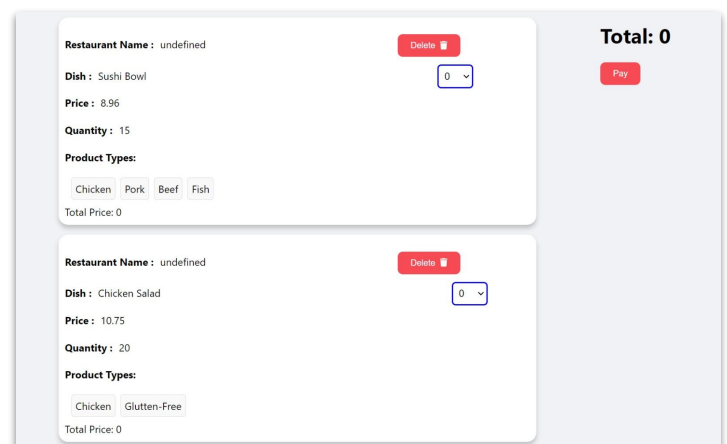 Restaurant Name : undefined
Delete
Total: 0
Dish : Sushi Bowl
0
Pay
Price : 8.96
Quantity : 15
Product Types:
Chicken Pork Beef Fish
Total Price: 0
Restaurant Name : undefined
Delete
Dish : Chicken Salad
0
Price : 10.75
Quantity : 20
Product Types:
Chicken Glutten-Free
Total Price: 0